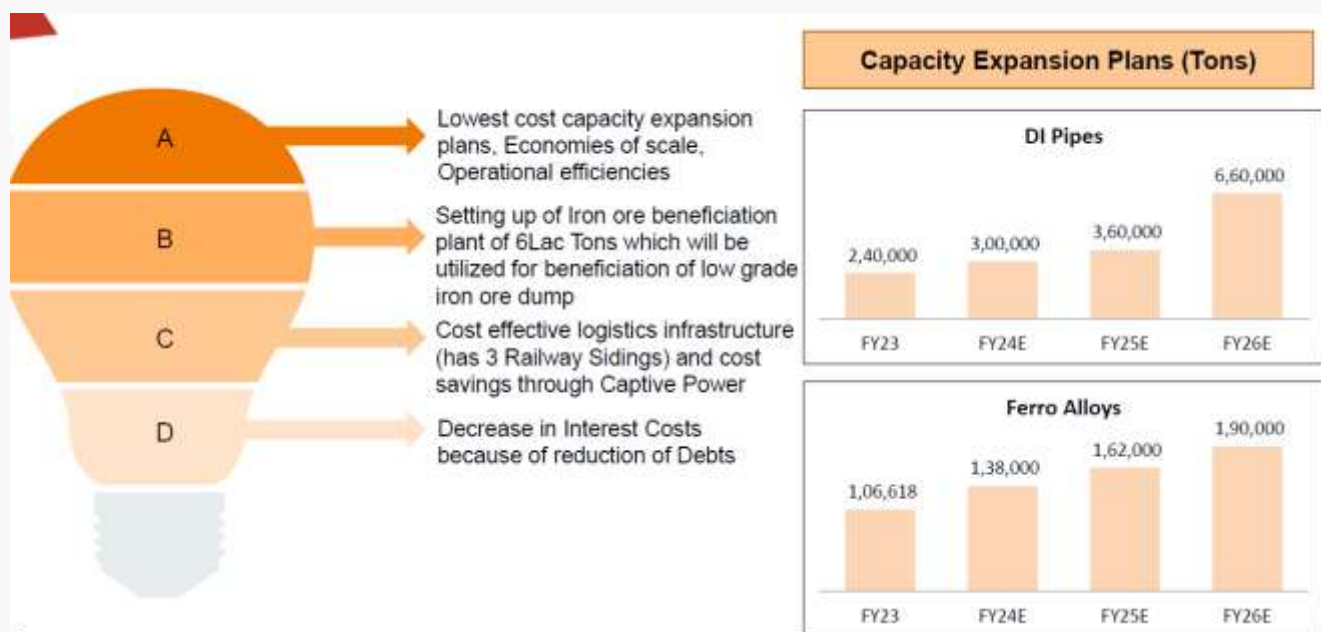 A
Lowest cost capacity expansion
plans, Economies of scale,
Operational efficiencies
B
Setting up of Iron ore beneficiation
plant of 6Lac Tons which will be
utilized for beneficiation of low grade
iron ore dump
C
Cost effective logistics infrastructure
(has 3 Railway Sidings) and cost
savings through Captive Power
D
Decrease in Interest Costs
because of reduction of Debts
Capacity Expansion Plans (Tons)
DI Pipes
2,40,000
3,00,000
3,60,000
6,60,000
FY23
FY24E
FY25E
FY26E
Ferro Alloys
1,06,618
1,38,000
1,62,000
1,90,000
FY23
FY24E
FY25E
FY26E